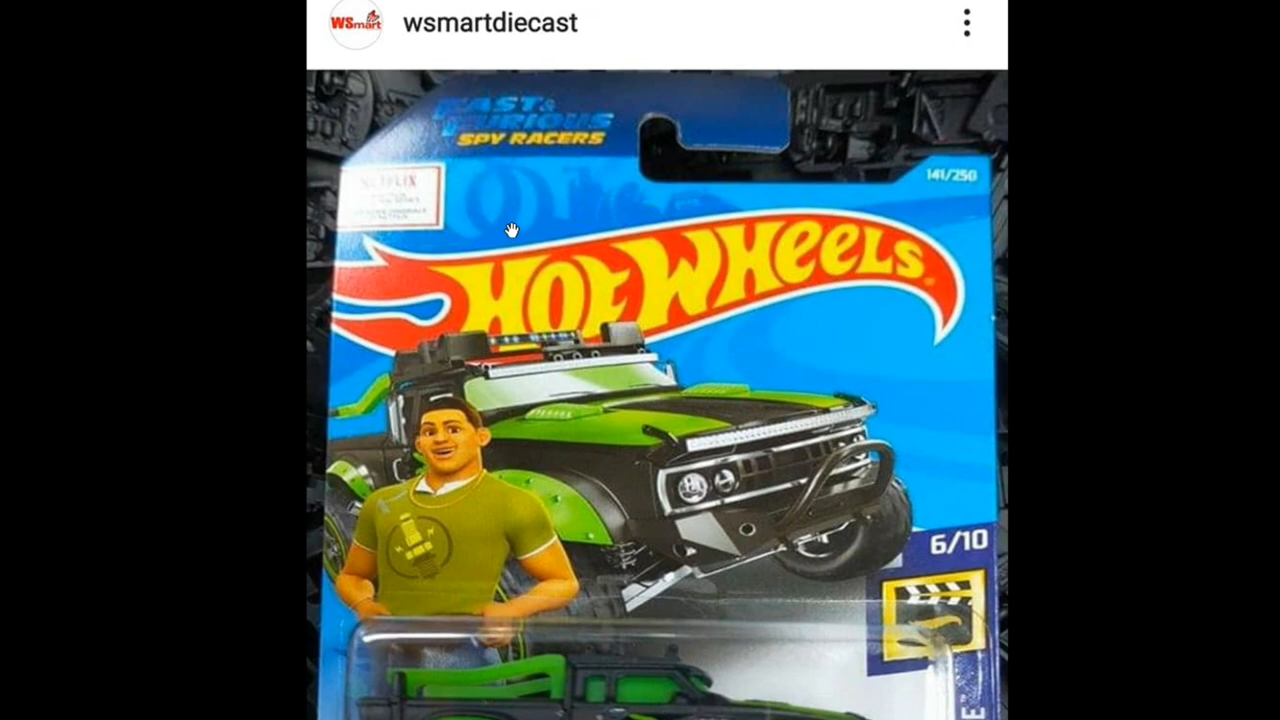 WSmart
wsmartdiecast
FAST &
FURIOUS
SPY RACERS
NETFLIX
141/250
HOT WHEELS
6/10